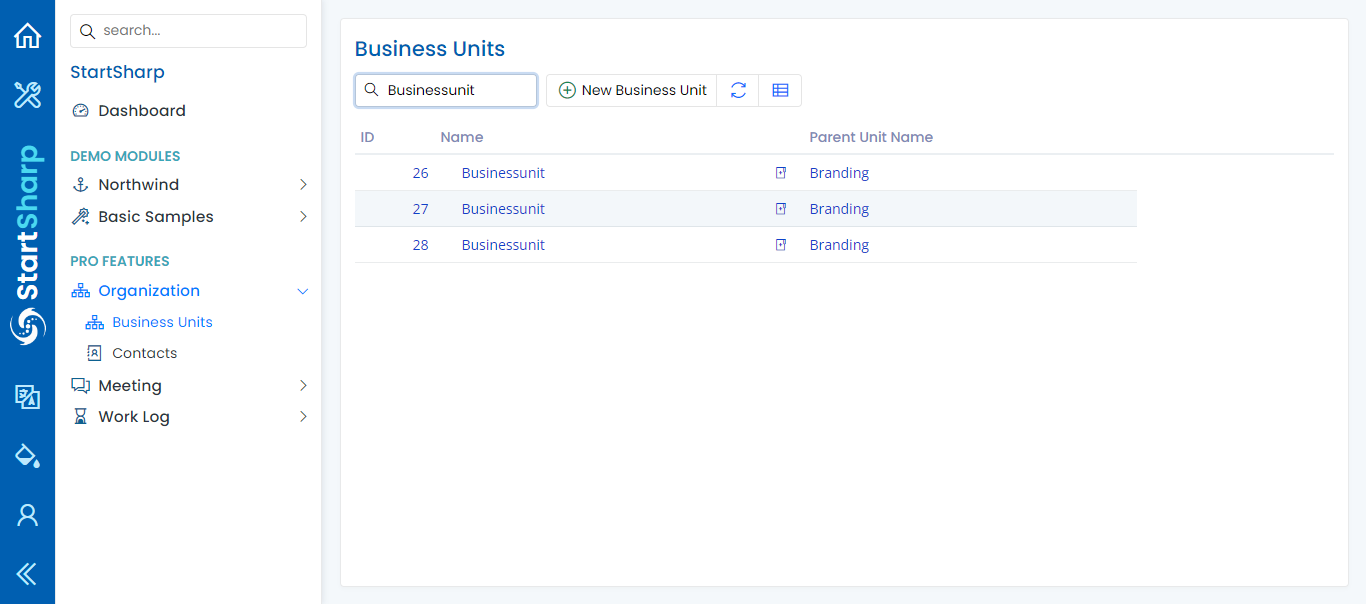 StartSharp
search...
StartSharp
Dashboard
DEMO MODULES
Northwind
Basic Samples
PRO FEATURES
Organization
Business Units
Contacts
Meeting
Work Log
Business Units
Businessunit
New Business Unit
ID Name Parent Unit Name
26 Businessunit Branding
27 Businessunit Branding
28 Businessunit Branding